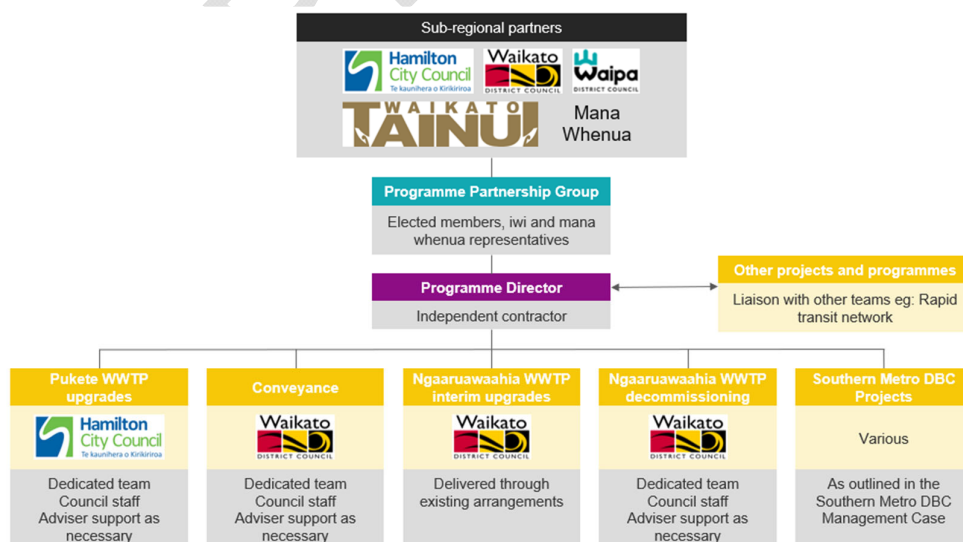 Sub-regional partners
Hamilton
City Council
Te kaunihera o Kirikiriroa
Waikato
DISTRICT COUNCIL
Waipa
DISTRICT COUNCIL
WAIKATO
TAINUI
Mana
Whenua
Programme Partnership Group
Elected members, iwi and mana
whenua representatives
Programme Director
Independent contractor
Other projects and programmes
Liaison with other teams eg: Rapid
transit network
Pukete WWTP
upgrades
Hamilton
City Council
Te kaunihera o Kirikiriroa
Dedicated team
Council staff
Adviser support as
necessary
Conveyance
Waikato
DISTRICT COUNCIL
Dedicated team
Council staff
Adviser support as
necessary
Ngaaruawaahia WWTP
interim upgrades
Waikato
DISTRICT COUNCIL
Delivered through
existing arrangements
Ngaaruawaahia WWTP
decommissioning
Waikato
DISTRICT COUNCIL
Dedicated team
Council staff
Adviser support as
necessary
Southern Metro DBC
Projects
Various
As outlined in the
Southern Metro DBC
Management Case